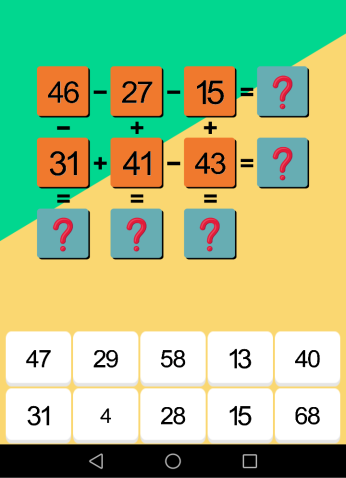 46 − 27 − 15 = ❓
− + +
31 + 41 − 43 = ❓
= = =
❓ ❓ ❓
47 29 58 13 40
31 4 28 15 68